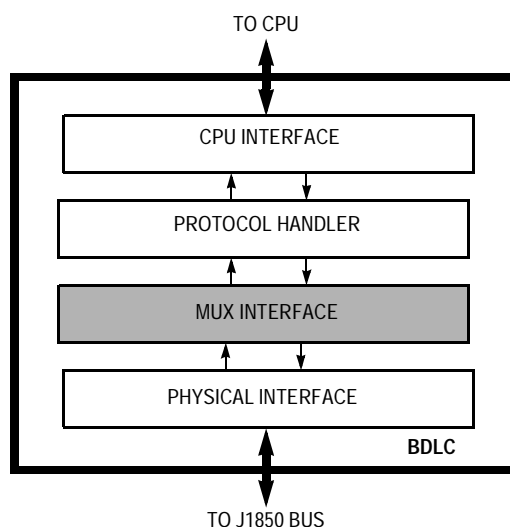 TO CPU
CPU INTERFACE
PROTOCOL HANDLER
MUX INTERFACE
PHYSICAL INTERFACE
BDLC
TO J1850 BUS